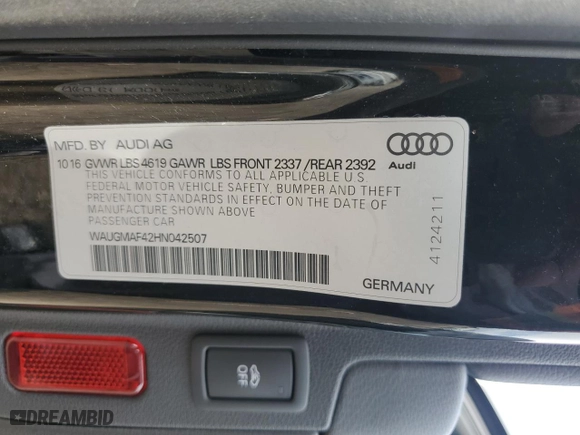 MFD. BY AUDI AG
Audi
10 16 GVWR LBS 4619 GAWR LBS FRONT 2337 /REAR 2392
THIS VEHICLE CONFORMS TO ALL APPLICABLE U.S.
FEDERAL MOTOR VEHICLE SAFETY, BUMPER AND THEFT
PREVENTION STANDARDS IN EFFECT ON THE DATE OF
MANUFACTURE SHOWN ABOVE
PASSENGER CAR
WAUGMAF42HN042507
4124211
GERMANY
OFF
DREAMBID